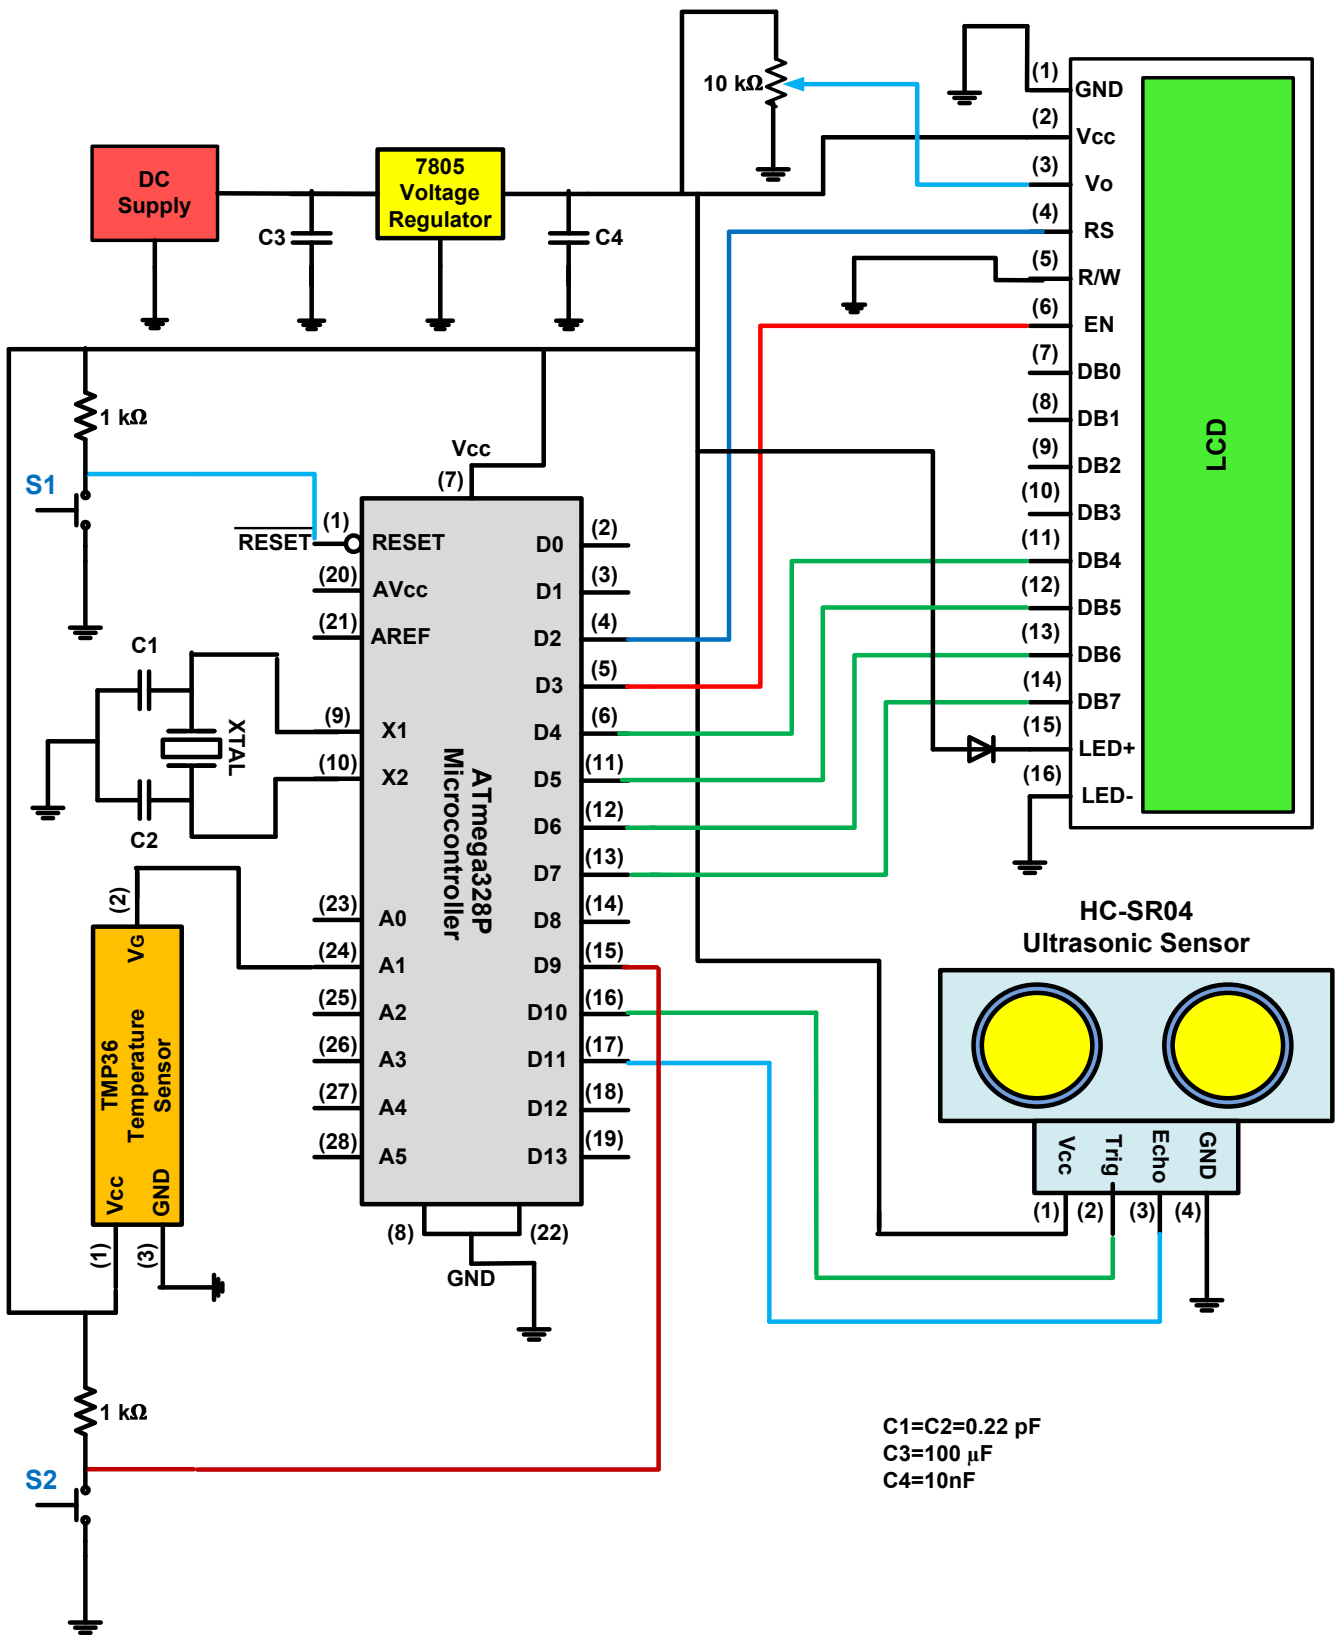 10 kΩ
DC
Supply
7805
Voltage
Regulator
C3
C4
(1)
GND
(2)
Vcc
(3)
Vo
(4)
RS
(5)
R/W
(6)
EN
(7)
DB0
(8)
DB1
(9)
DB2
(10)
DB3
(11)
DB4
(12)
DB5
(13)
DB6
(14)
DB7
(15)
LED+
(16)
LED-
LCD
1 kΩ
S1
Vcc
(7)
RESET
(1)
RESET
(20)
AVcc
(21)
AREF
(9)
X1
(10)
X2
(23)
A0
(24)
A1
(25)
A2
(26)
A3
(27)
A4
(28)
A5
ATmega328P
Microcontroller
D0
(2)
D1
(3)
D2
(4)
D3
(5)
D4
(6)
D5
(11)
D6
(12)
D7
(13)
D8
(14)
D9
(15)
D10
(16)
D11
(17)
D12
(18)
D13
(19)
(8)
(22)
GND
C1
XTAL
C2
(2)
VG
TMP36
Temperature
Sensor
Vcc
GND
(1)
(3)
1 kΩ
S2
HC-SR04
Ultrasonic Sensor
Vcc
Trig
Echo
GND
(1)
(2)
(3)
(4)
C1=C2=0.22 pF
C3=100 µF
C4=10nF